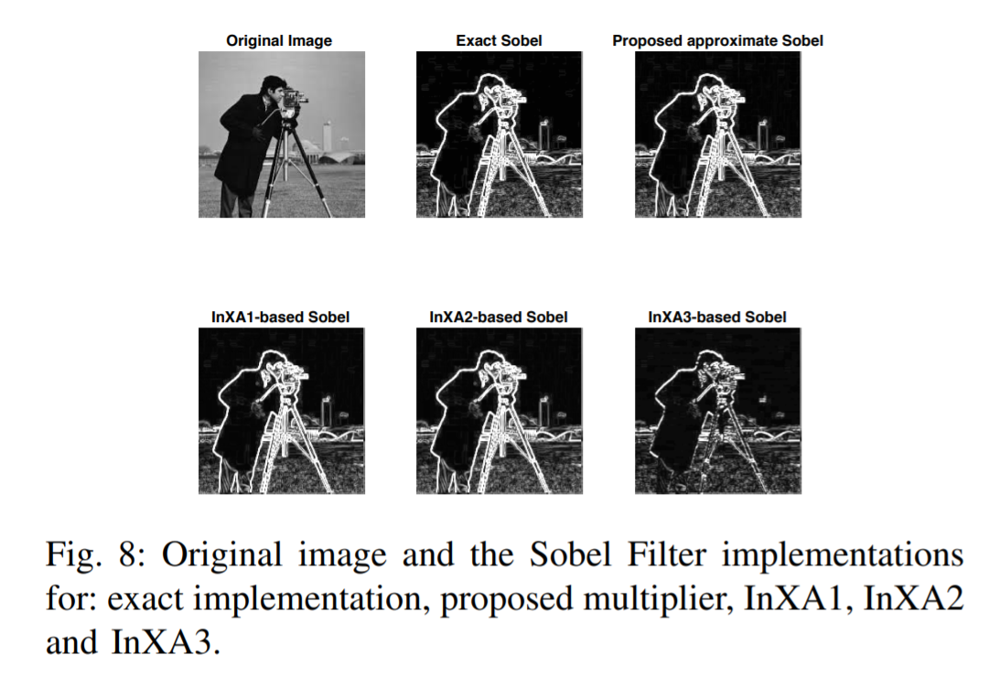 Original Image
Exact Sobel
Proposed approximate Sobel
InXA1-based Sobel
InXA2-based Sobel
InXA3-based Sobel
Fig. 8: Original image and the Sobel Filter implementations
for: exact implementation, proposed multiplier, InXA1, InXA2
and InXA3.